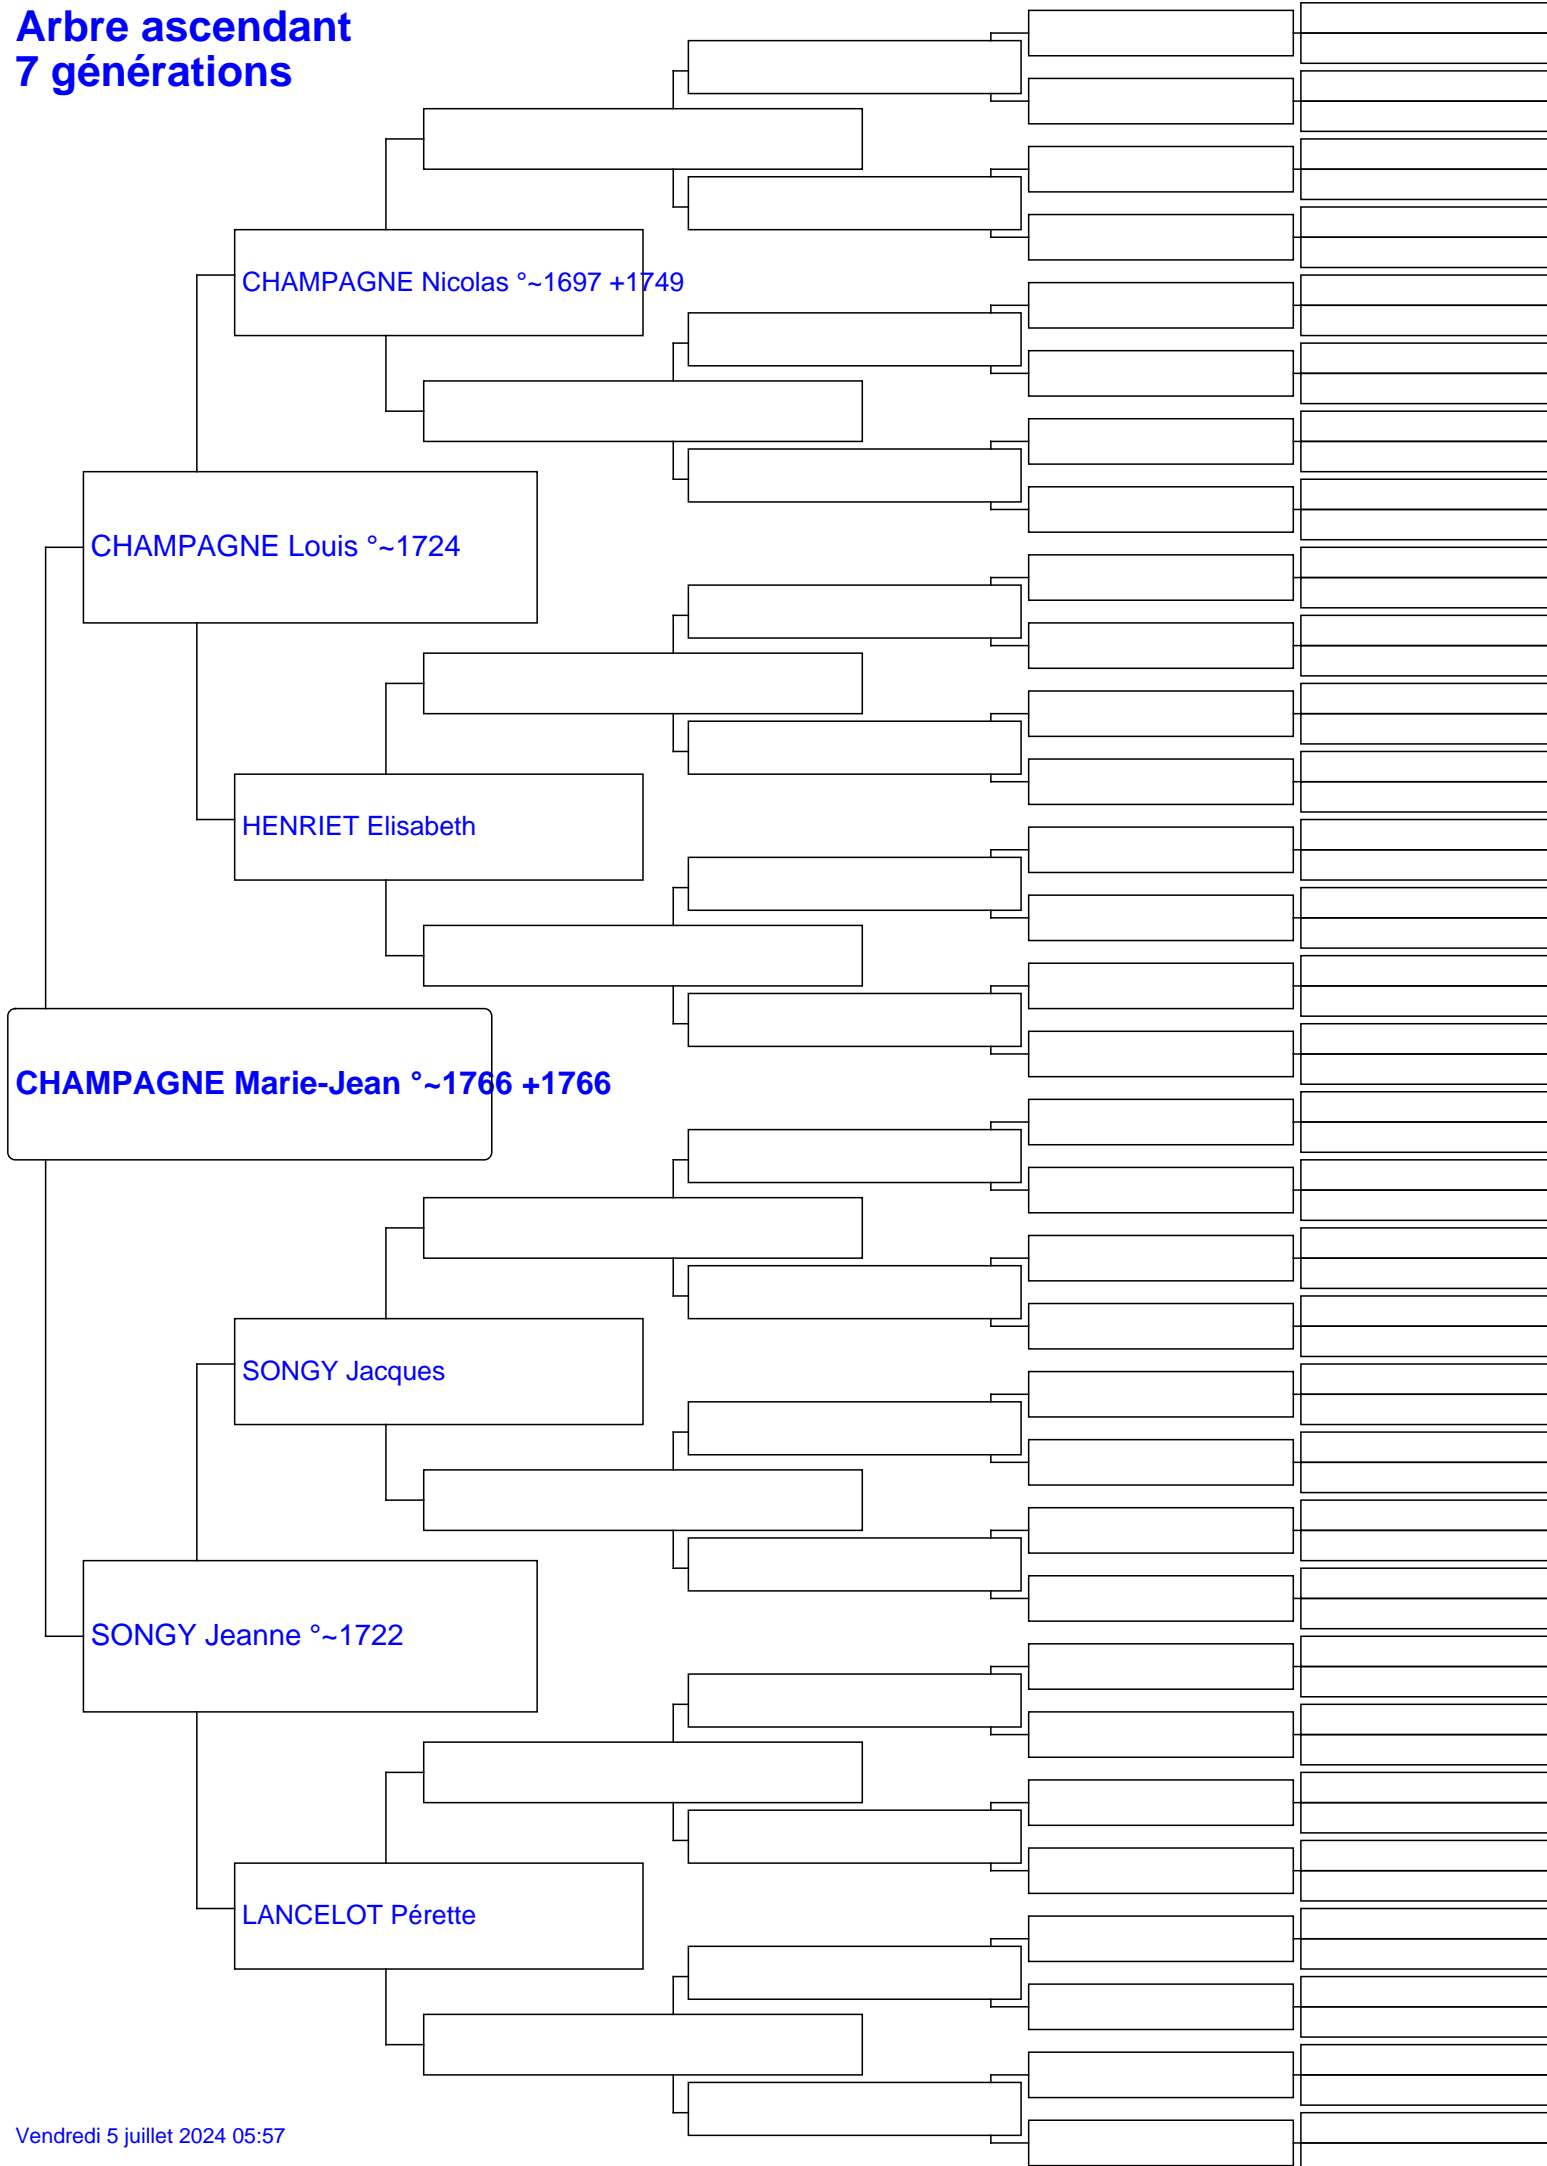 Arbre ascendant
7 générations
CHAMPAGNE Nicolas °~1697 +1749
CHAMPAGNE Louis °~1724
HENRIET Elisabeth
CHAMPAGNE Marie-Jean °~1766 +1766
SONGY Jacques
SONGY Jeanne °~1722
LANCELOT Pérette
Vendredi 5 juillet 2024 05:57